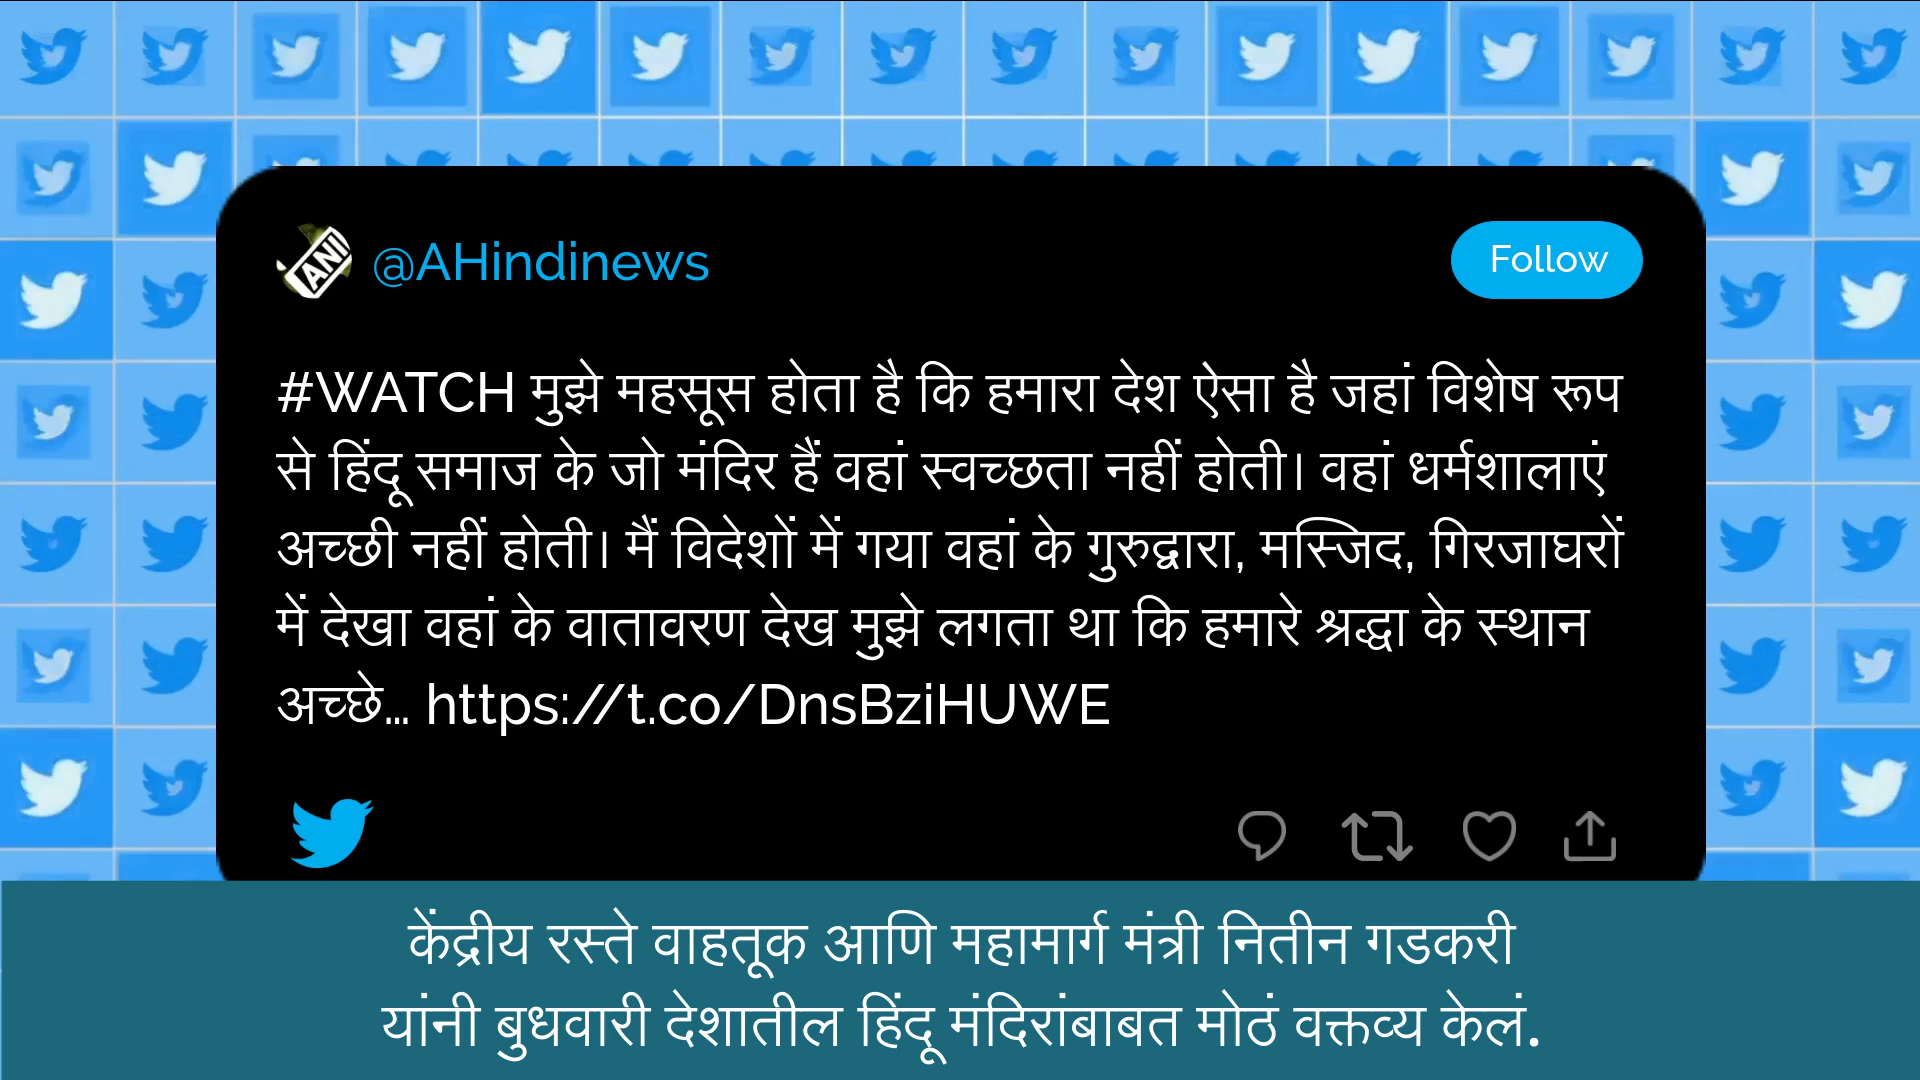 ANI
@AHindinews
Follow
#WATCH मुझे महसूस होता है कि हमारा देश ऐसा है जहां विशेष रूप
से हिंदू समाज के जो मंदिर हैं वहां स्वच्छता नहीं होती। वहां धर्मशालाएं
अच्छी नहीं होती। मैं विदेशों में गया वहां के गुरुद्वारा, मस्जिद, गिरजाघरों
में देखा वहां के वातावरण देख मुझे लगता था कि हमारे श्रद्धा के स्थान
अच्छे... https://t.co/DnsBziHUWE
केंद्रीय रस्ते वाहतूक आणि महामार्ग मंत्री नितीन गडकरी
यांनी बुधवारी देशातील हिंदू मंदिरांबाबत मोठं वक्तव्य केलं.